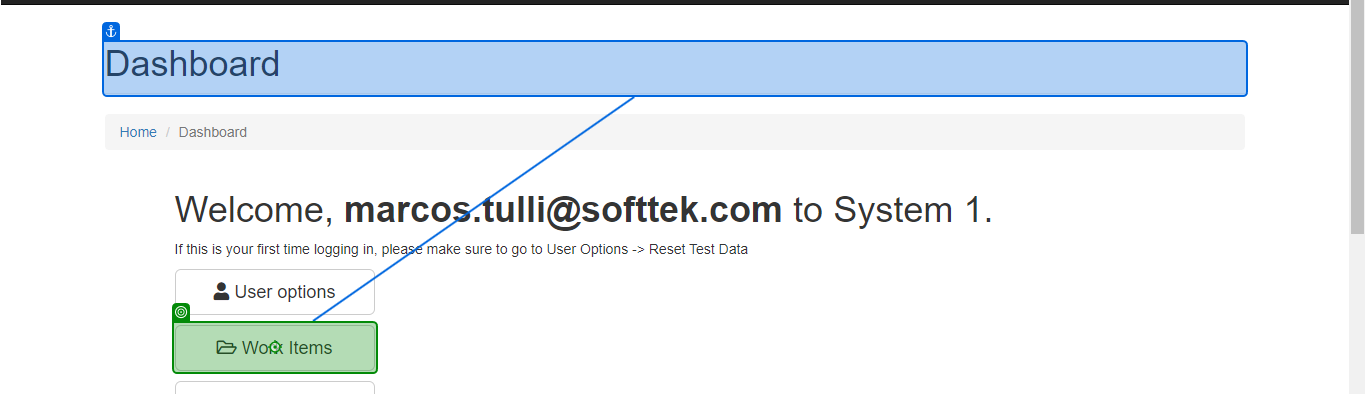 Dashboard
Home / Dashboard
Welcome, marcos.tulli@softtek.com to System 1.
If this is your first time logging in, please make sure to go to User Options -> Reset Test Data
User options
Work Items